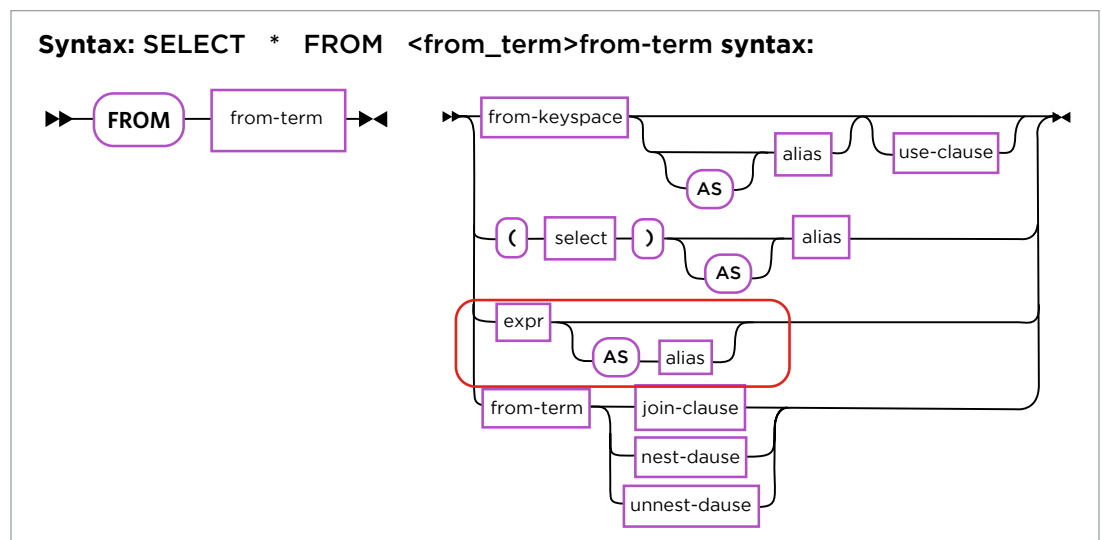 Syntax: SELECT * FROM <from_term>from-term syntax:
FROM from-term
from-keyspace
AS
alias
use-clause
( select )
AS
alias
expr
AS alias
from-term
join-clause
nest-dause
unnest-dause